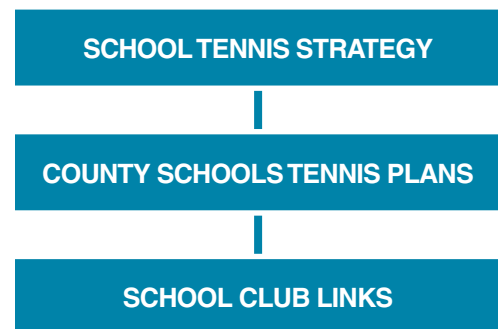 SCHOOL TENNIS STRATEGY
COUNTY SCHOOLS TENNIS PLANS
SCHOOL CLUB LINKS